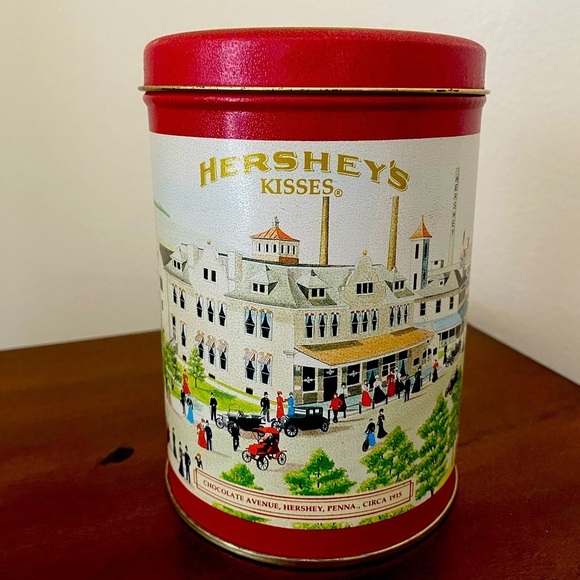 HERSHEY'S
KISSES®
CHOCOLATE AVENUE, HERSHEY, PENNA., CIRCA 1915